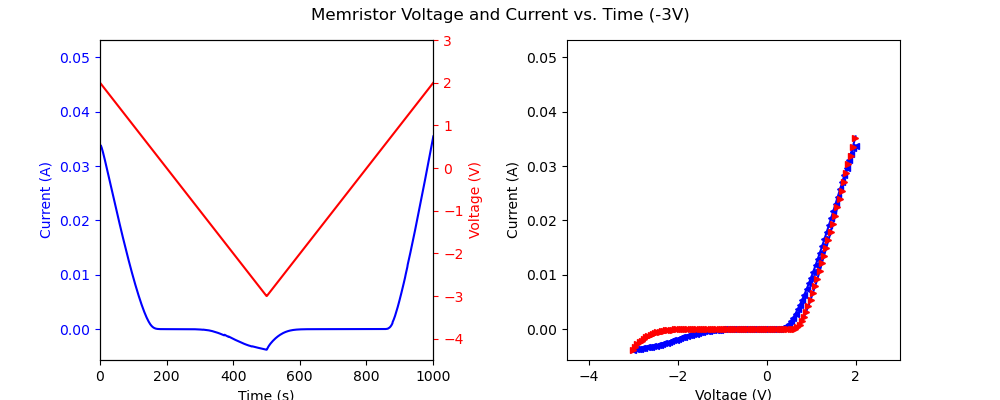 Memristor Voltage and Current vs. Time (-3V)
0.05
0.04
0.03
0.02
0.01
0.00
Current (A)
3
2
1
0
−1
−2
−3
−4
Voltage (V)
0 200 400 600 800 1000
Time (s)
0.05
0.04
0.03
0.02
0.01
0.00
Current (A)
−4 −2 0 2
Voltage (V)